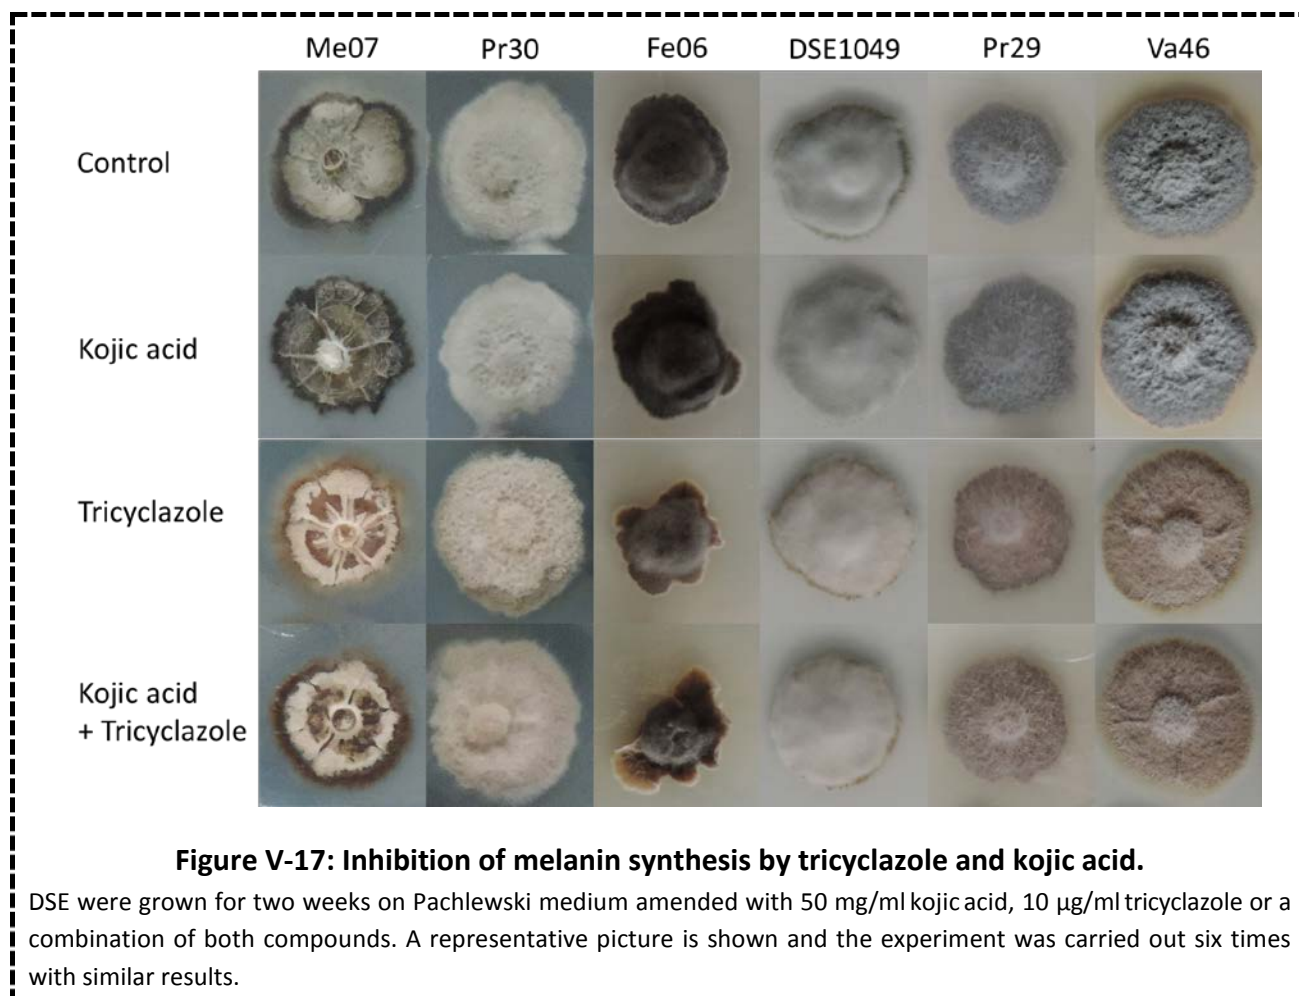 Me07 Pr30 Fe06 DSE1049 Pr29 Va46
Control
Kojic acid
Tricyclazole
Kojic acid
+ Tricyclazole
Figure V-17: Inhibition of melanin synthesis by tricyclazole and kojic acid.
DSE were grown for two weeks on Pachlewski medium amended with 50 mg/ml kojic acid, 10 µg/ml tricyclazole or a
combination of both compounds. A representative picture is shown and the experiment was carried out six times
with similar results.